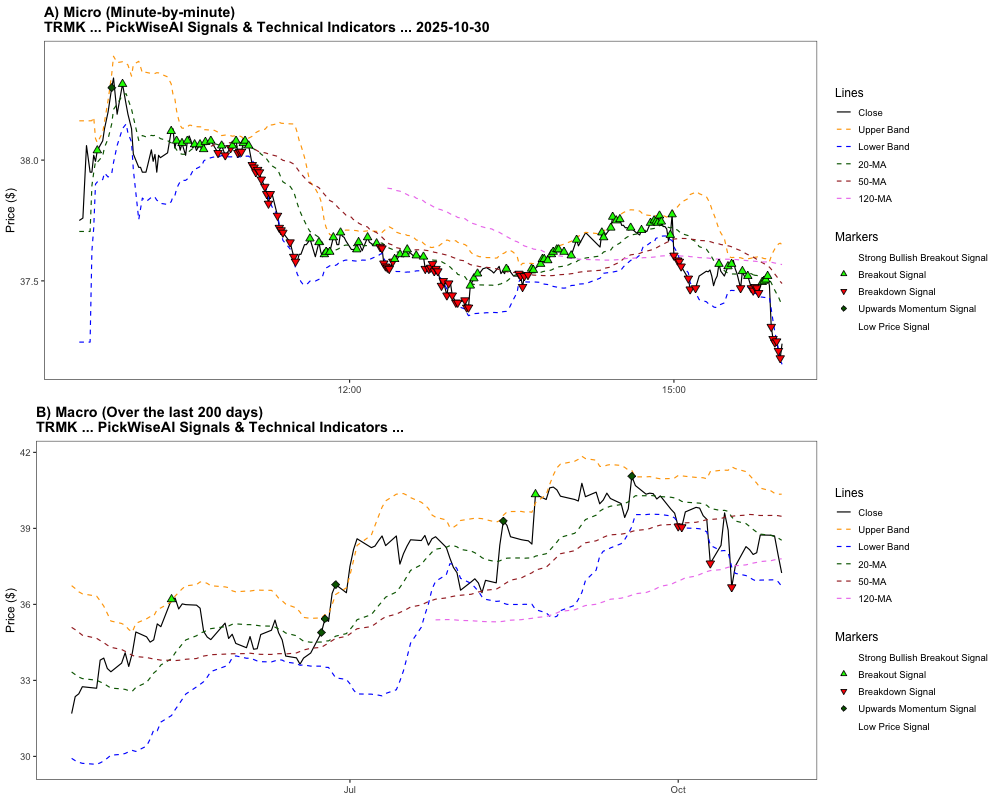 A) Micro (Minute-by-minute)
TRMK ... PickWiseAI Signals & Technical Indicators ... 2025-10-30
Price ($)
38.0
37.5
12:00
15:00
Lines
Close
Upper Band
Lower Band
20-MA
50-MA
120-MA
Markers
Strong Bullish Breakout Signal
Breakout Signal
Breakdown Signal
Upwards Momentum Signal
Low Price Signal
B) Macro (Over the last 200 days)
TRMK ... PickWiseAI Signals & Technical Indicators ...
Price ($)
42
39
36
33
30
Jul
Oct
Lines
Close
Upper Band
Lower Band
20-MA
50-MA
120-MA
Markers
Strong Bullish Breakout Signal
Breakout Signal
Breakdown Signal
Upwards Momentum Signal
Low Price Signal